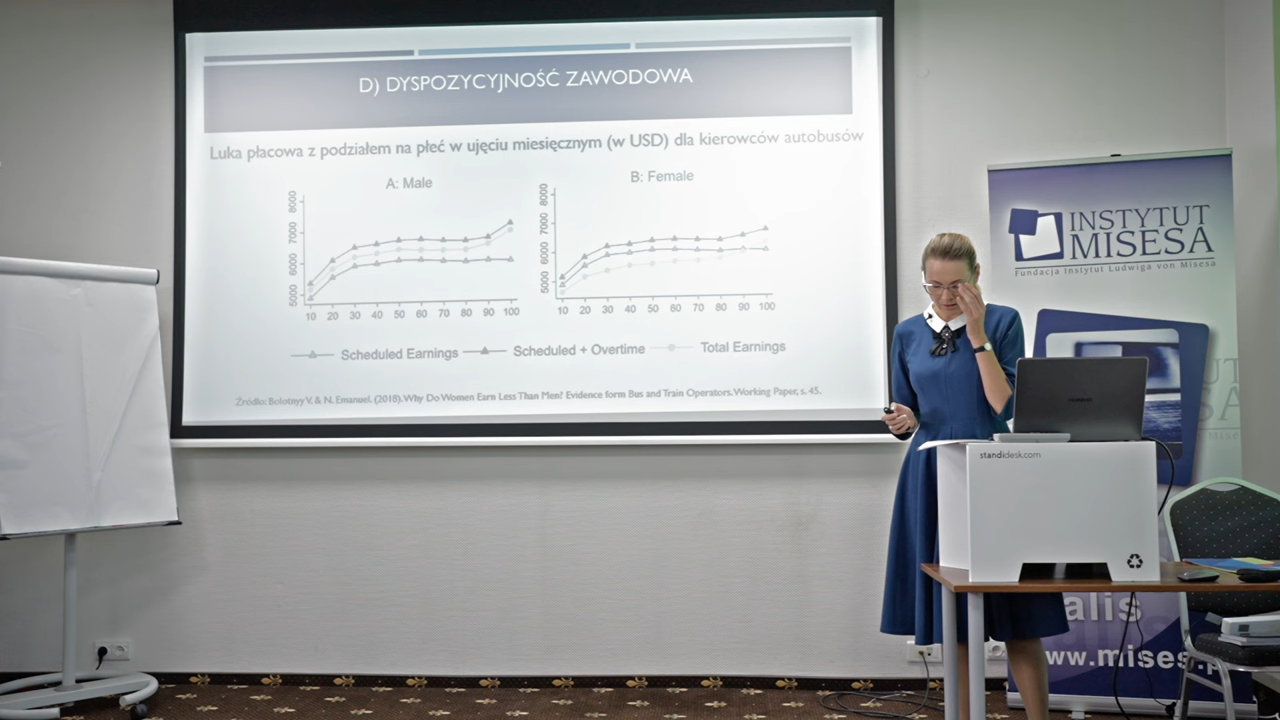 D) DYSPOZYCYJNOŚĆ ZAWODOWA
Luka płacowa z podziałem na płeć w ujęciu miesięcznym (w USD) dla kierowców autobusów
A: Male
B: Female
8000
7000
6000
5000
10 20 30 40 50 60 70 80 90 100
8000
7000
6000
5000
10 20 30 40 50 60 70 80 90 100
Scheduled Earnings
Scheduled + Overtime
Total Earnings
Źródło: Bolotnyy V. & N. Emanuel. (2018). Why Do Women Earn Less Than Men? Evidence form Bus and Train Operators. Working Paper, s. 45.
INSTYTUT
MISESA
Fundacja Instytut Ludwiga von Misesa
standidesk.com
alis
www.mises.p